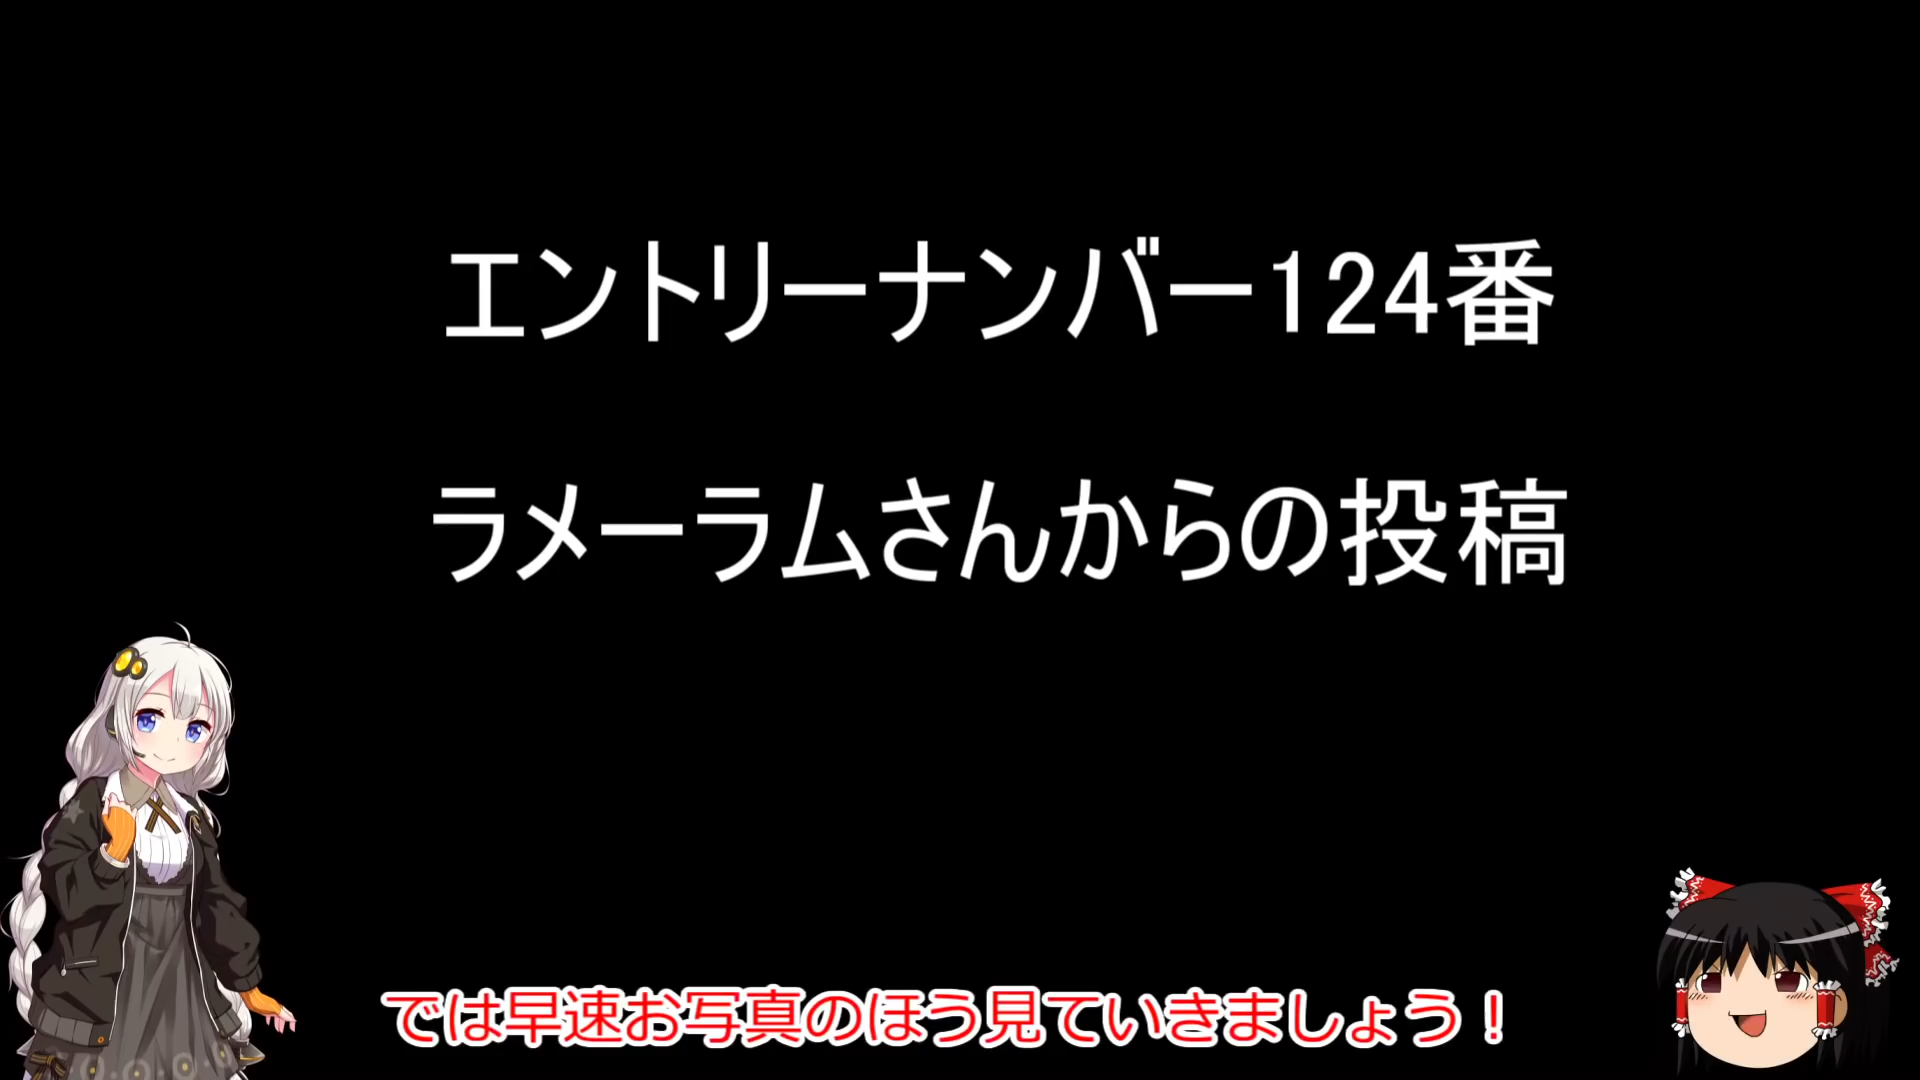 エントリーナンバー124番
ラメーラムさんからの投稿
では早速お写真のほう見ていきましょう！